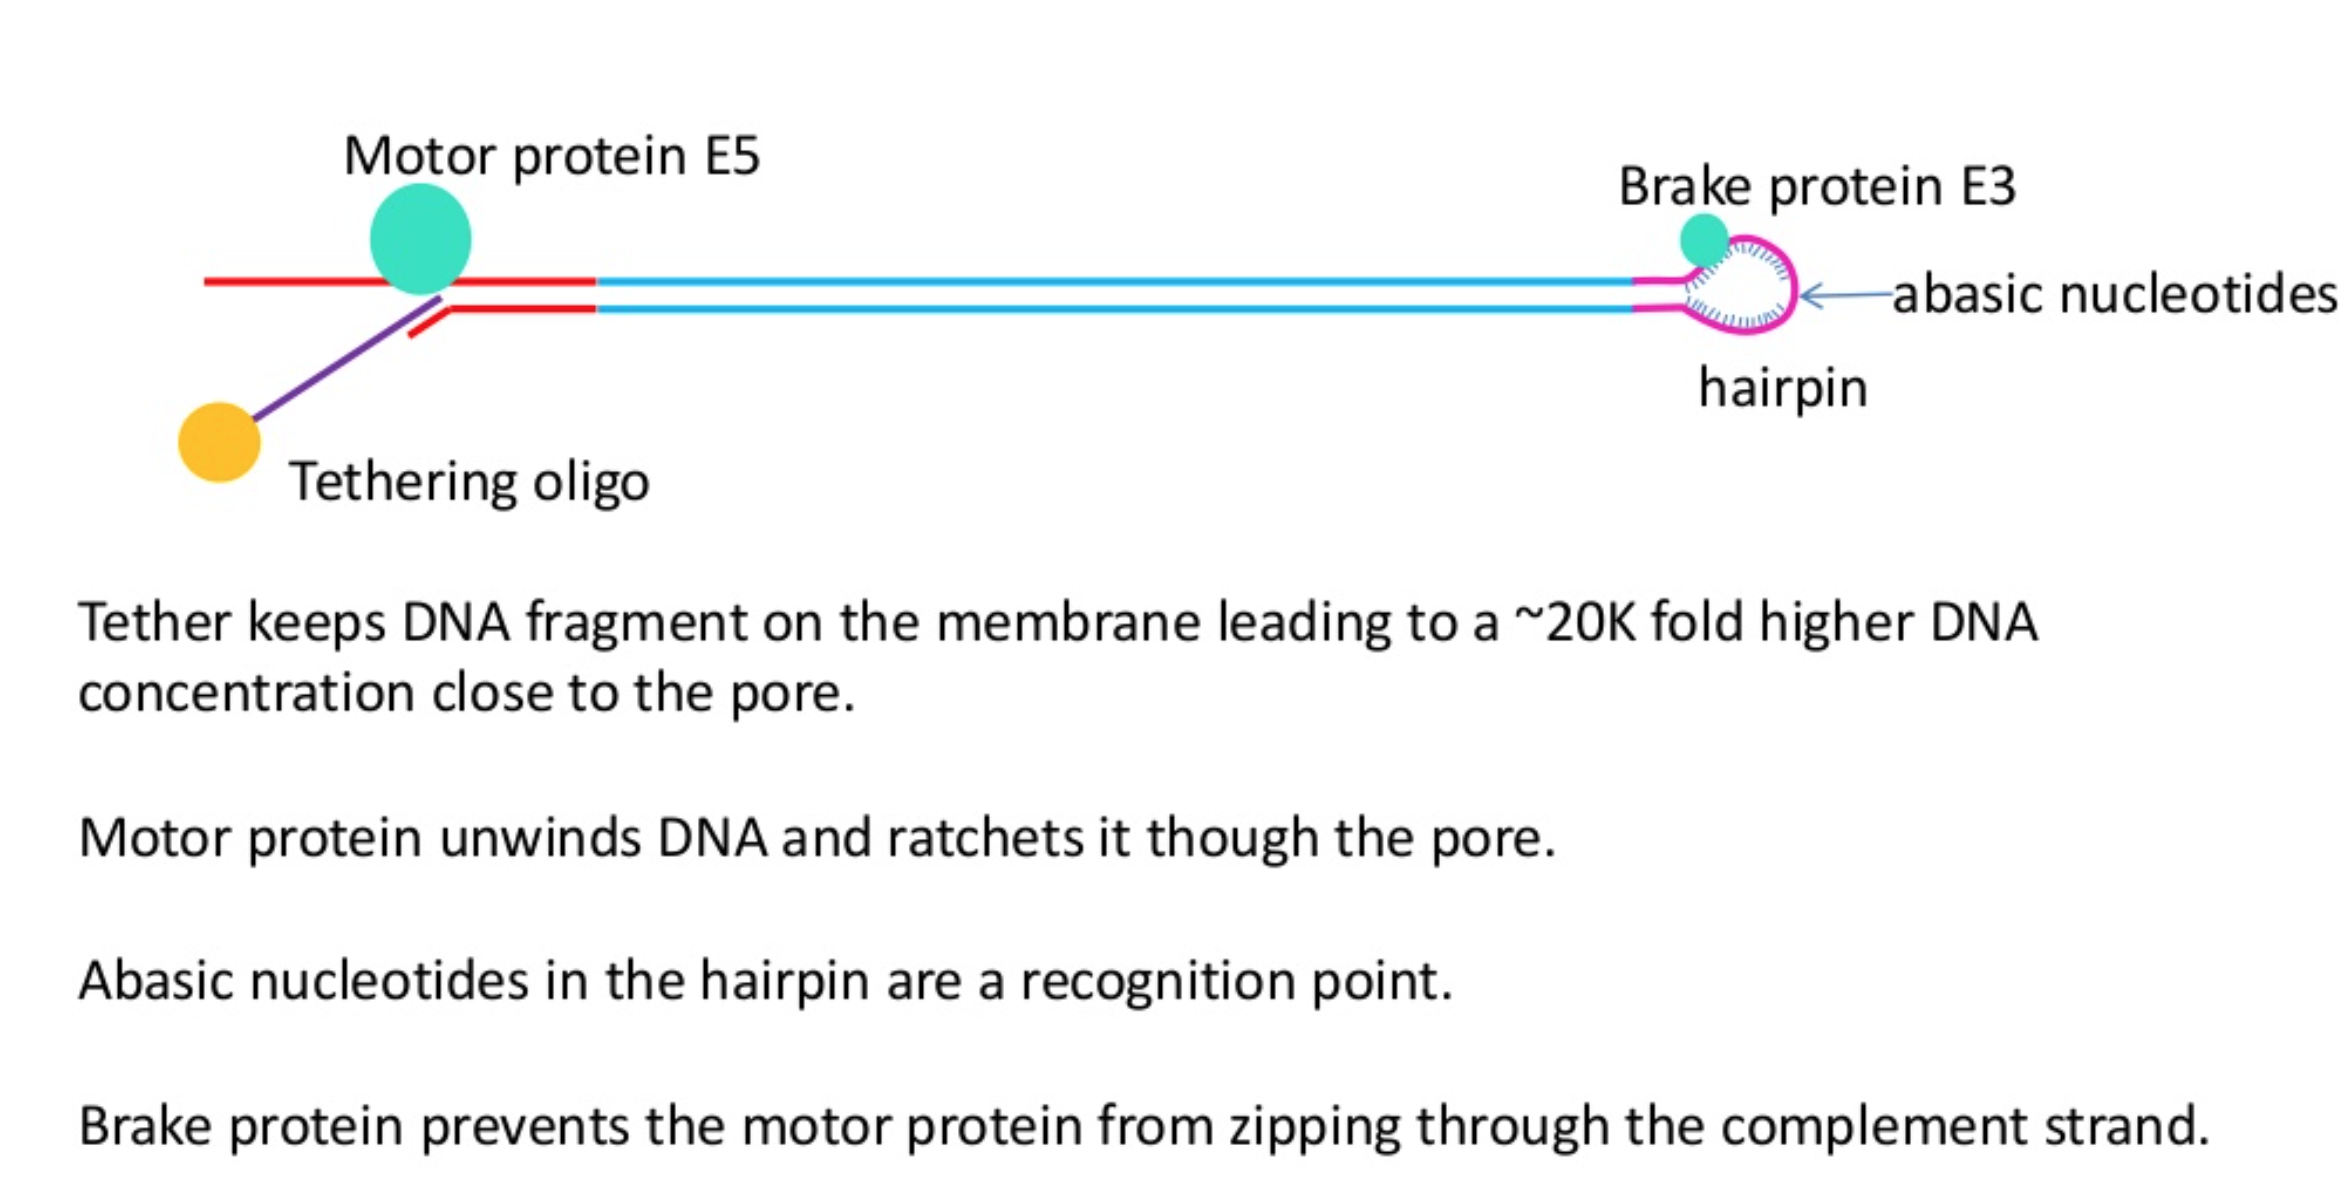 Motor protein E5
Brake protein E3
abasic nucleotides
hairpin
Tethering oligo
Tether keeps DNA fragment on the membrane leading to a ~20K fold higher DNA
concentration close to the pore.
Motor protein unwinds DNA and ratchets it though the pore.
Abasic nucleotides in the hairpin are a recognition point.
Brake protein prevents the motor protein from zipping through the complement strand.